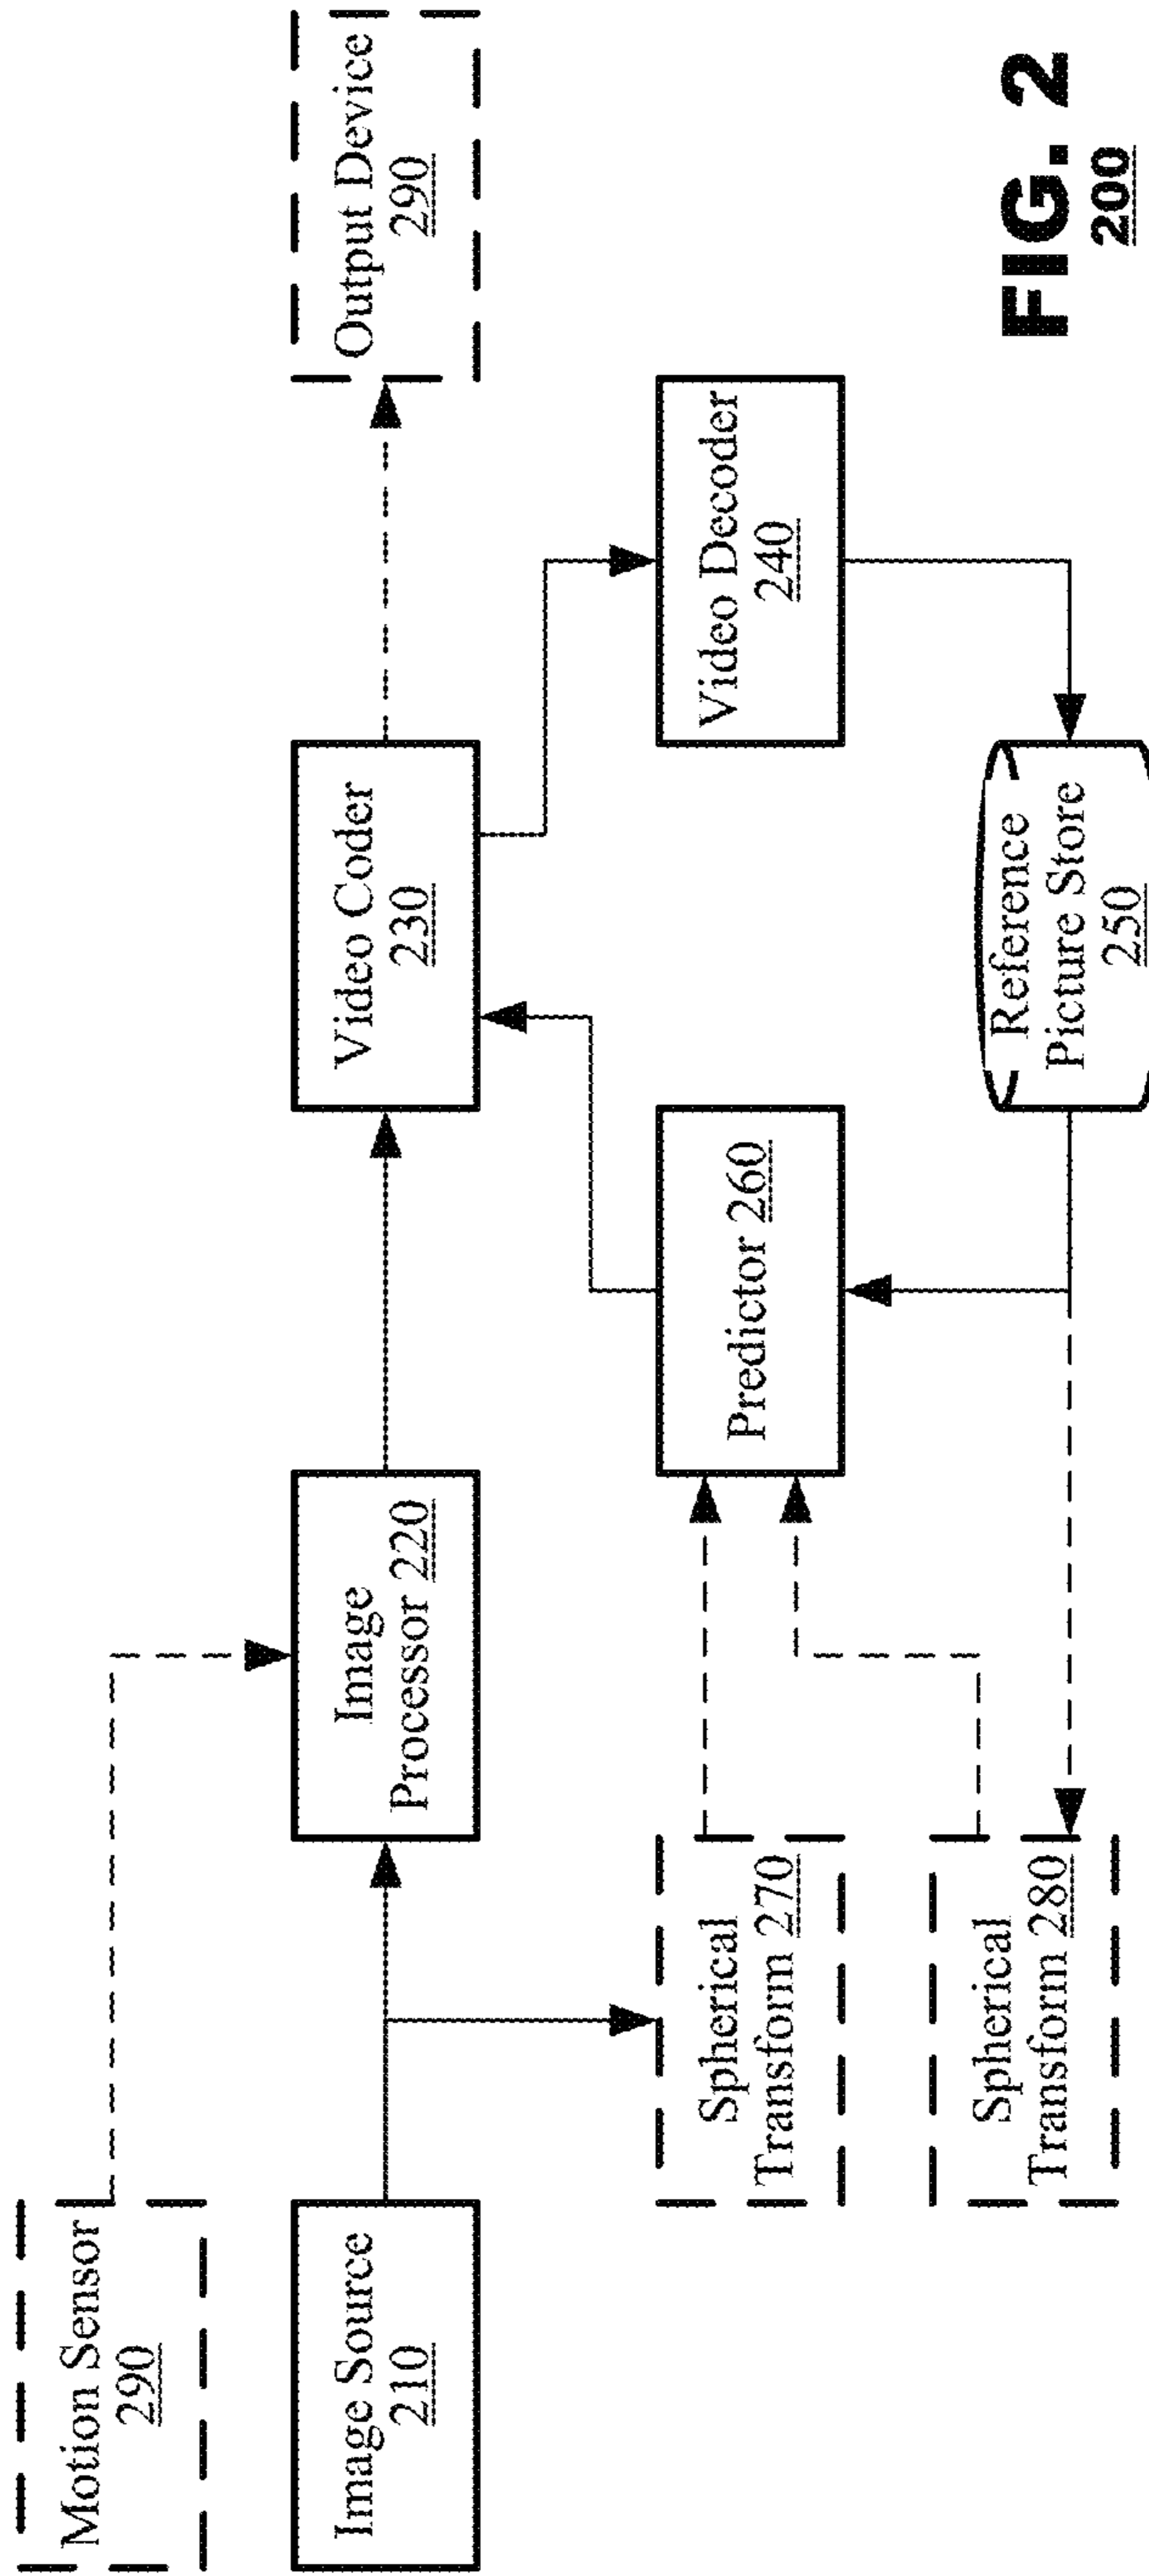 Motion Sensor
290
Image Source
210
Image
Processor 220
Video Coder
230
Output Device
290
Spherical
Transform 270
Predictor 260
Video Decoder
240
Spherical
Transform 280
Reference
Picture Store
250
FIG. 2
200